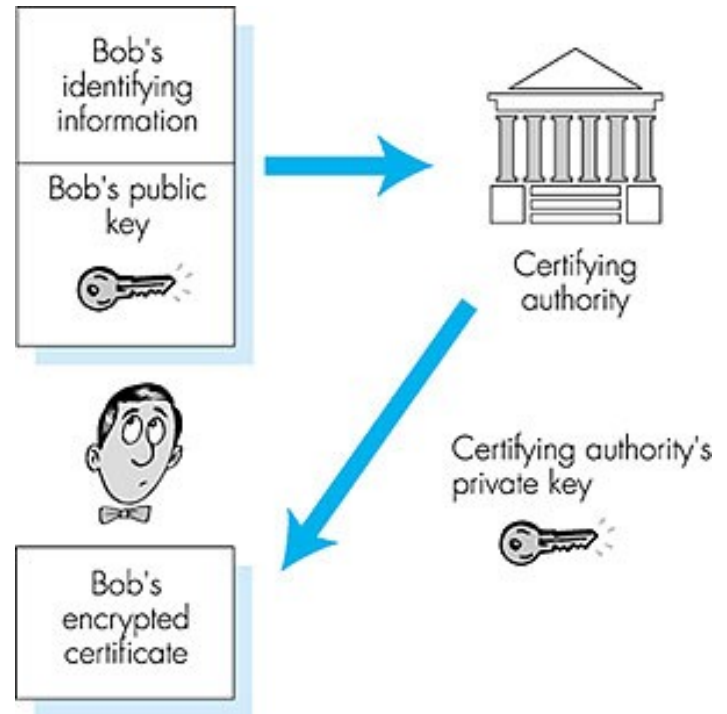 Bob's
identifying
information
Bob's public
key
Certifying
authority
Certifying authority's
private key
Bob's
encrypted
certificate